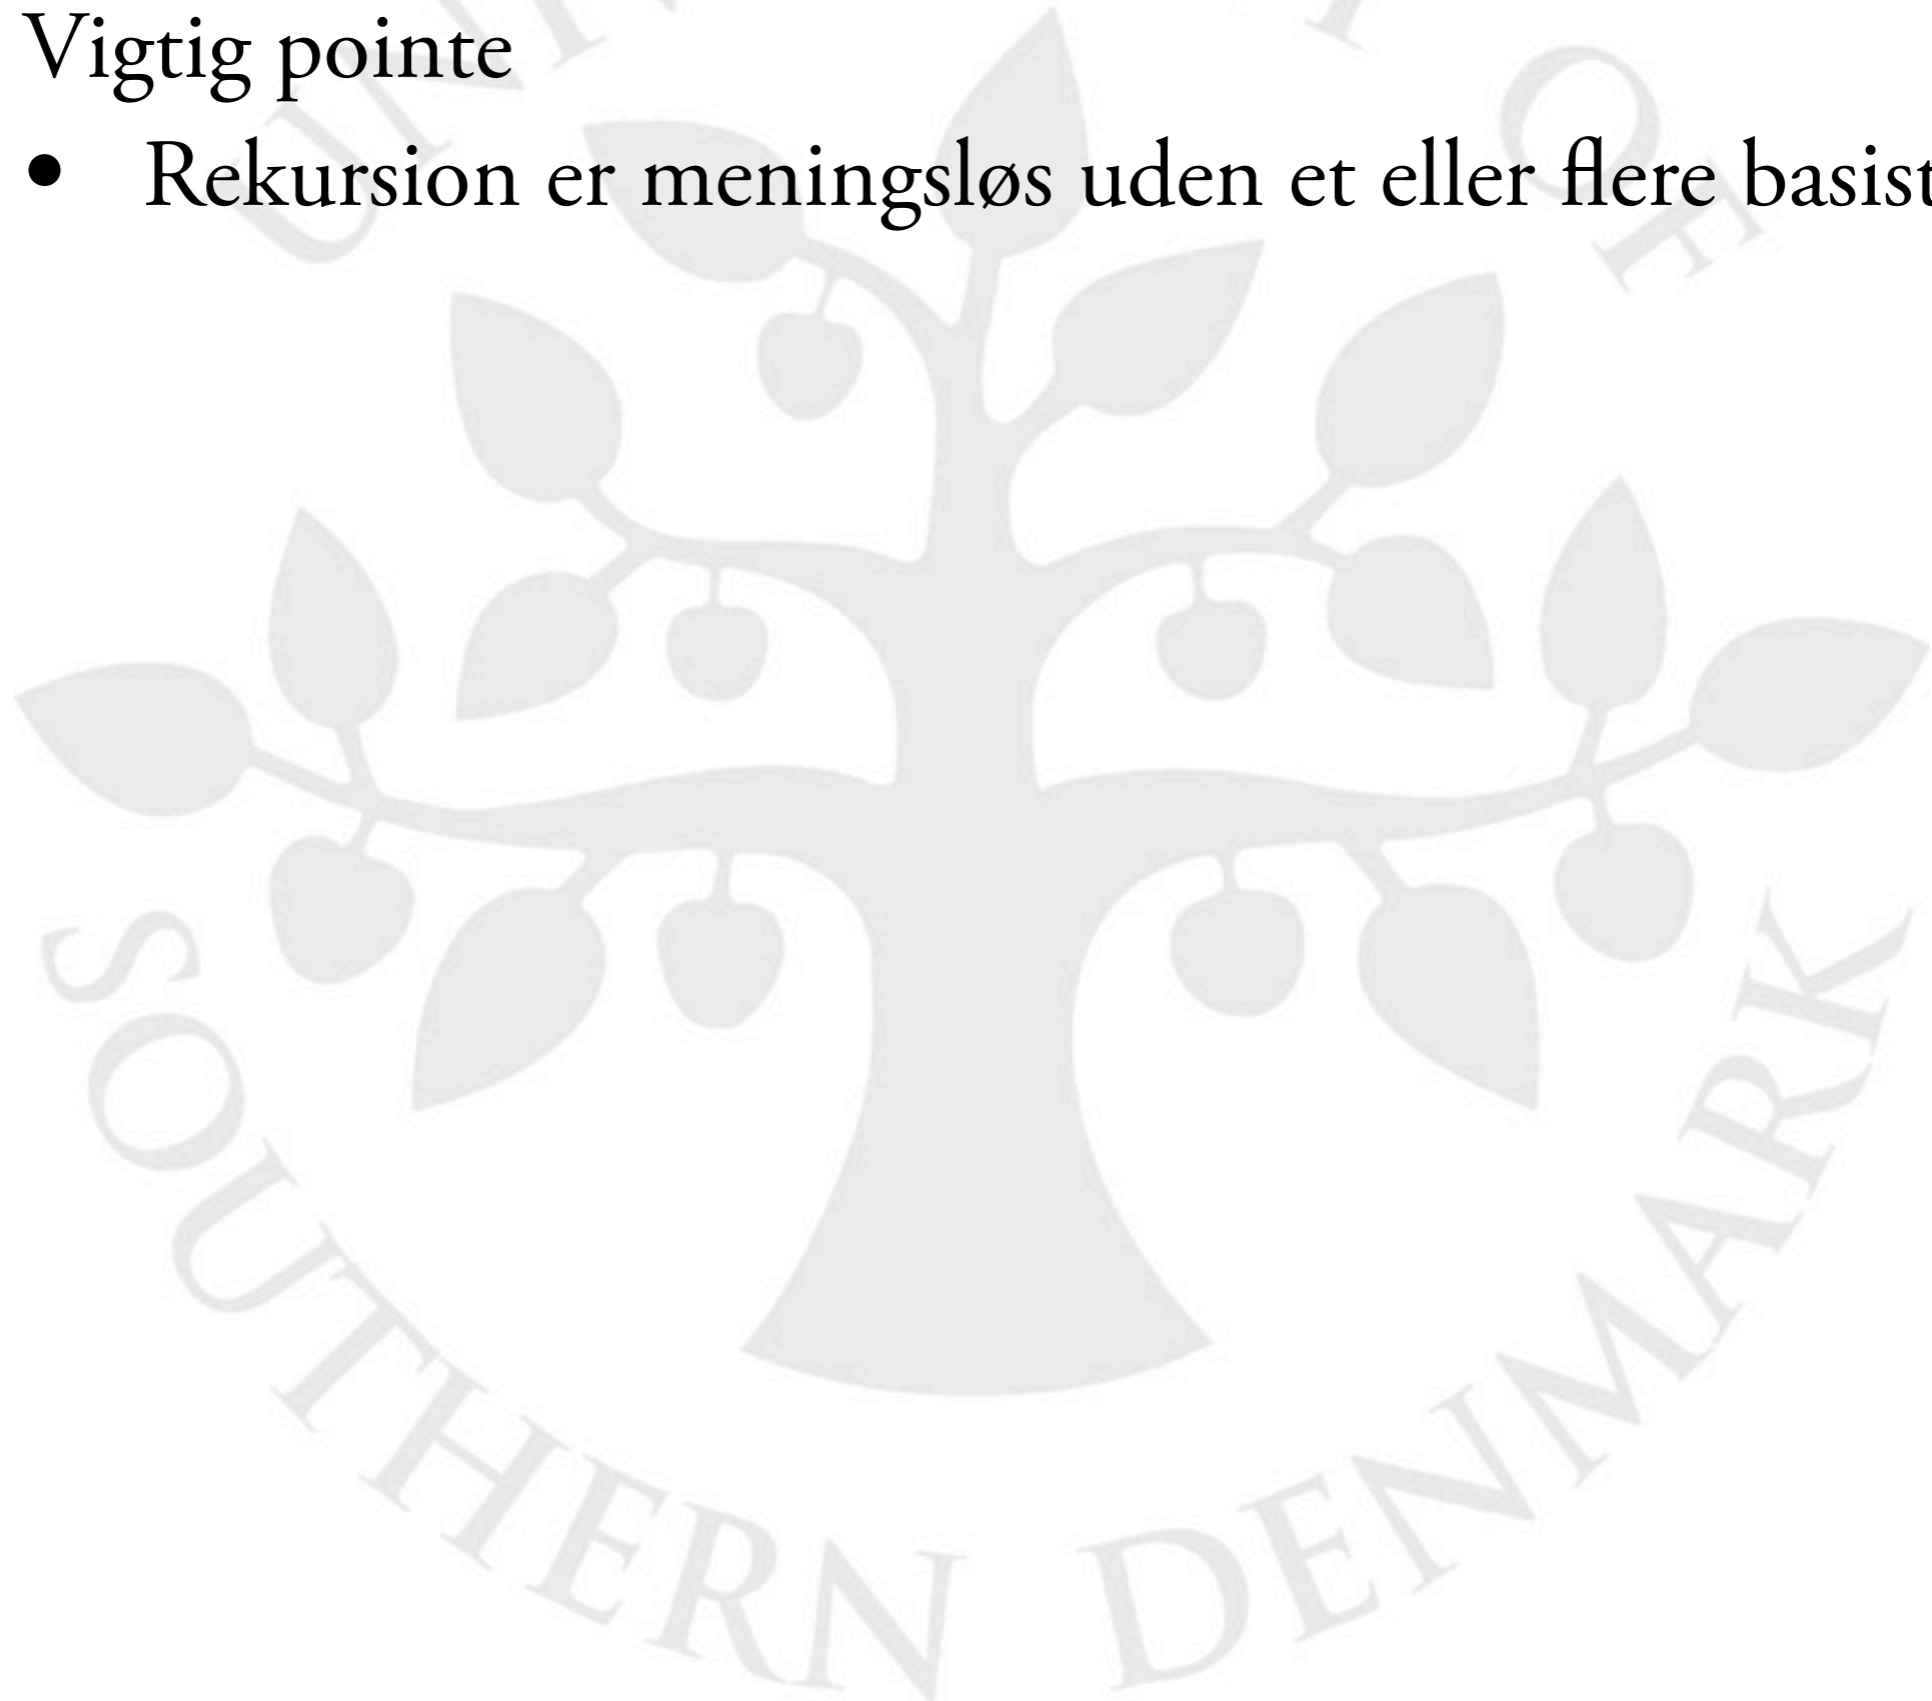 Vigtig pointe
• Rekursion er meningsløs uden et eller flere basist
SOUTHERN DENMARK